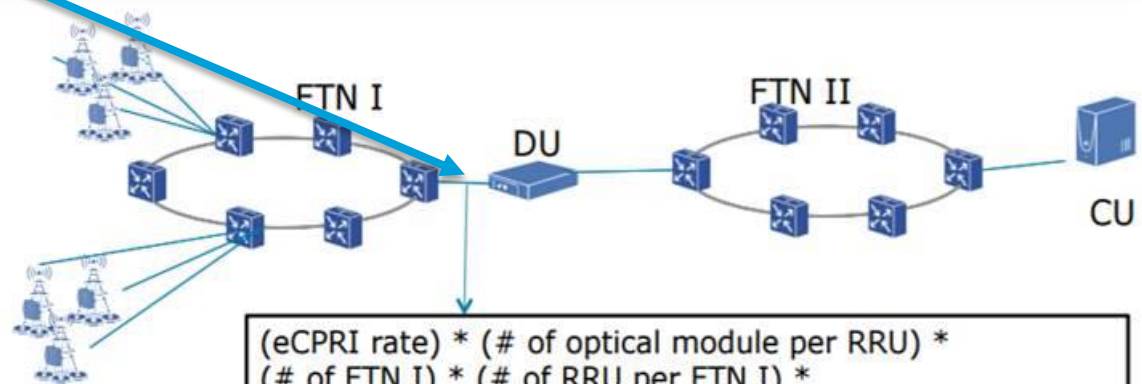 FTN I
FTN II
DU
CU
(eCPRI rate) * (# of optical module per RRU) *
(# of FTN I) * (# of RRU per FTN I) *